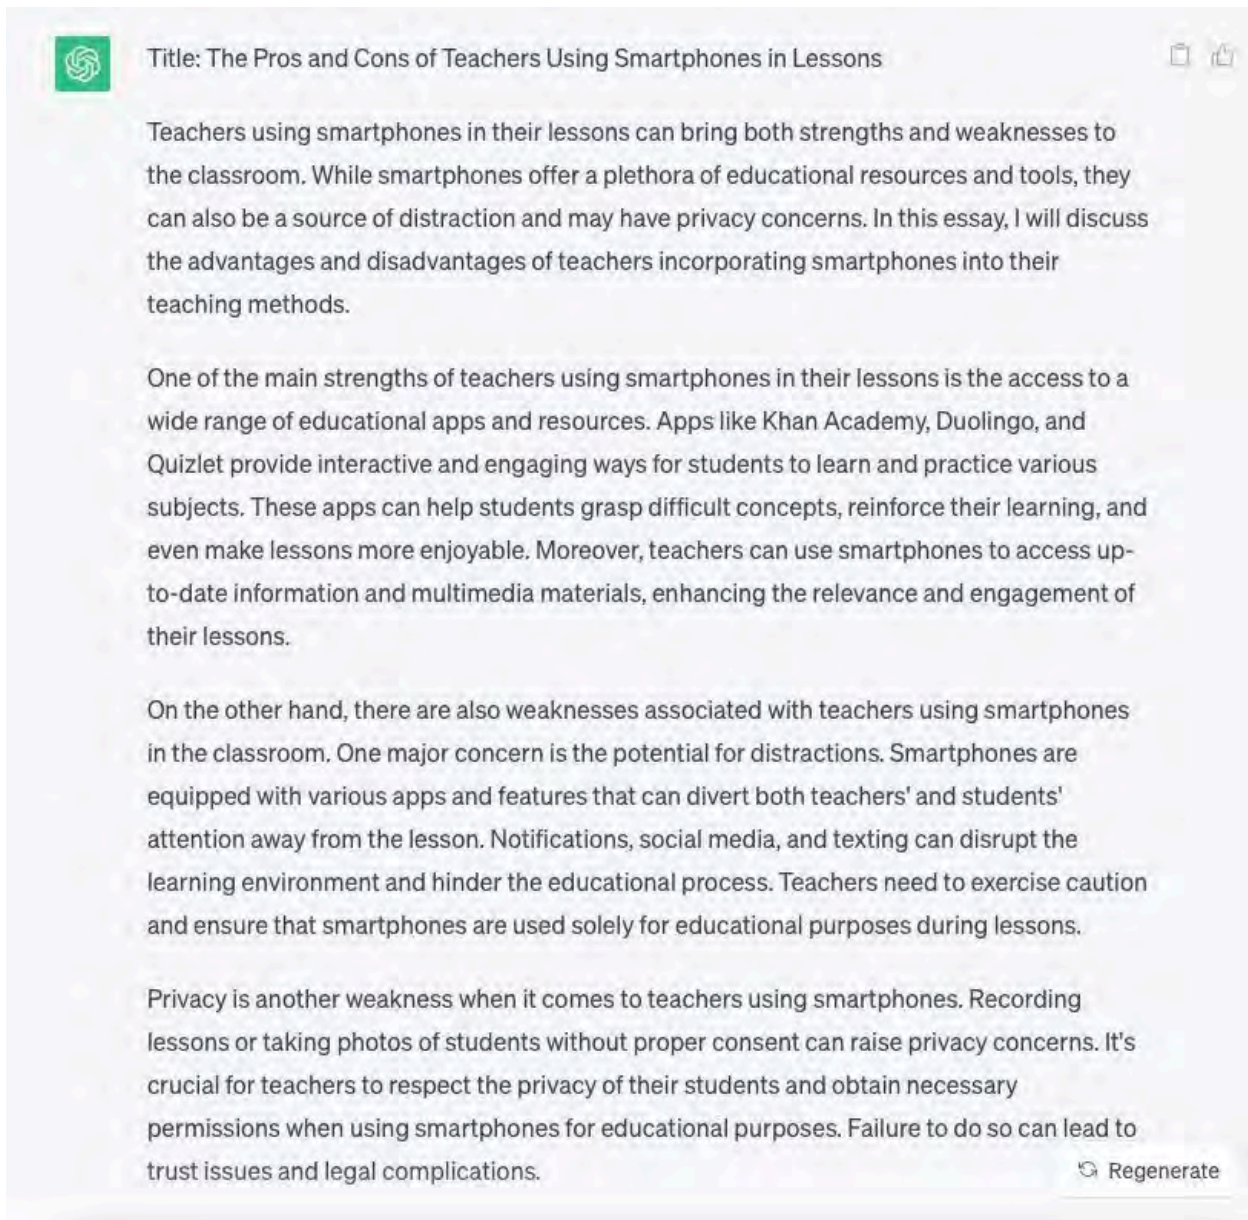 Title: The Pros and Cons of Teachers Using Smartphones in Lessons
Teachers using smartphones in their lessons can bring both strengths and weaknesses to
the classroom. While smartphones offer a plethora of educational resources and tools, they
can also be a source of distraction and may have privacy concerns. In this essay, I will discuss
the advantages and disadvantages of teachers incorporating smartphones into their
teaching methods.
One of the main strengths of teachers using smartphones in their lessons is the access to a
wide range of educational apps and resources. Apps like Khan Academy, Duolingo, and
Quizlet provide interactive and engaging ways for students to learn and practice various
subjects. These apps can help students grasp difficult concepts, reinforce their learning, and
even make lessons more enjoyable. Moreover, teachers can use smartphones to access up-
to-date information and multimedia materials, enhancing the relevance and engagement of
their lessons.
On the other hand, there are also weaknesses associated with teachers using smartphones
in the classroom. One major concern is the potential for distractions. Smartphones are
equipped with various apps and features that can divert both teachers' and students'
attention away from the lesson. Notifications, social media, and texting can disrupt the
learning environment and hinder the educational process. Teachers need to exercise caution
and ensure that smartphones are used solely for educational purposes during lessons.
Privacy is another weakness when it comes to teachers using smartphones. Recording
lessons or taking photos of students without proper consent can raise privacy concerns. It's
crucial for teachers to respect the privacy of their students and obtain necessary
permissions when using smartphones for educational purposes. Failure to do so can lead to
trust issues and legal complications.
Regenerate